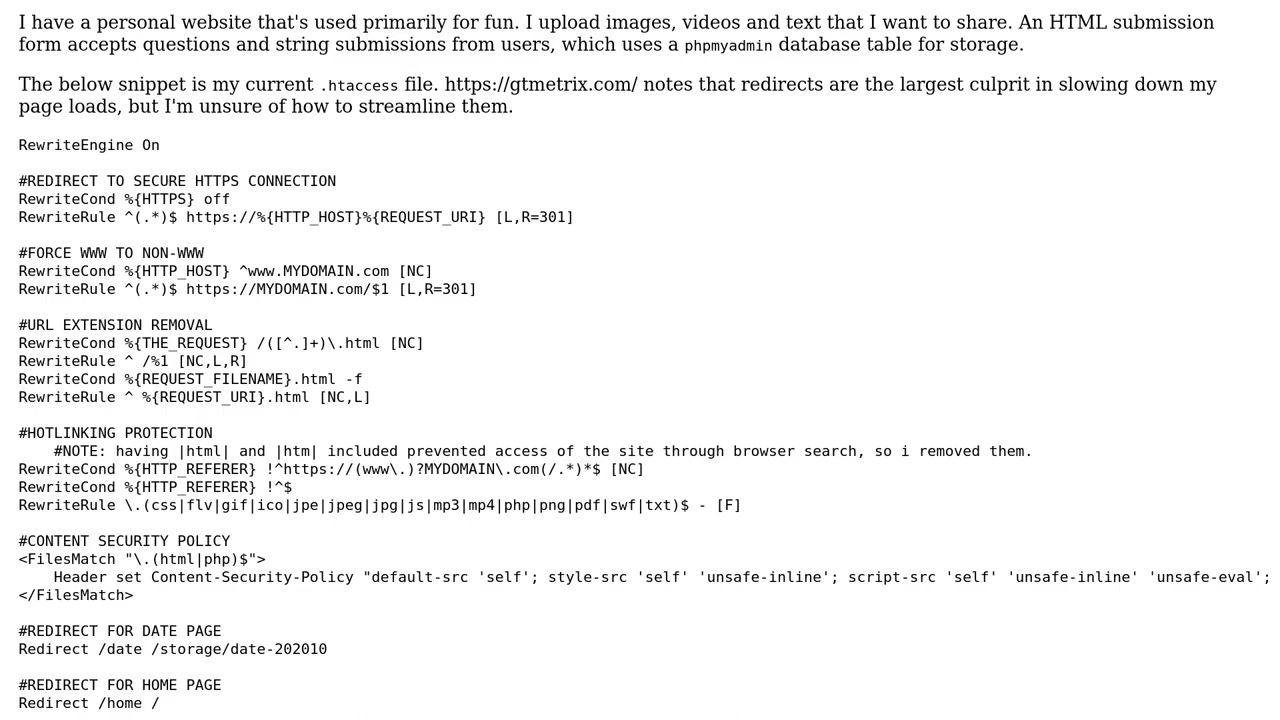 I have a personal website that's used primarily for fun. I upload images, videos and text that I want to share. An HTML submission
form accepts questions and string submissions from users, which uses a phpmyadmin database table for storage.
The below snippet is my current .htaccess file. https://gtmetrix.com/ notes that redirects are the largest culprit in slowing down my
page loads, but I'm unsure of how to streamline them.
RewriteEngine On
#REDIRECT TO SECURE HTTPS CONNECTION
RewriteCond %{HTTPS} off
RewriteRule ^(.*)$ https://%{HTTP_HOST}%{REQUEST_URI} [L,R=301]
#FORCE WWW TO NON-WWW
RewriteCond %{HTTP_HOST} ^www.MYDOMAIN.com [NC]
RewriteRule ^(.*)$ https://MYDOMAIN.com/$1 [L,R=301]
#URL EXTENSION REMOVAL
RewriteCond %{THE_REQUEST} /([^.]+)\.html [NC]
RewriteRule ^ /%1 [NC,L,R]
RewriteCond %{REQUEST_FILENAME}.html -f
RewriteRule ^ %{REQUEST_URI}.html [NC,L]
#HOTLINKING PROTECTION
    #NOTE: having |html| and |htm| included prevented access of the site through browser search, so i removed them.
RewriteCond %{HTTP_REFERER} !^https://(www\.)?MYDOMAIN\.com(/.*)*$ [NC]
RewriteCond %{HTTP_REFERER} !^$
RewriteRule \.(css|flv|gif|ico|jpe|jpeg|jpg|js|mp3|mp4|php|png|pdf|swf|txt)$ - [F]
#CONTENT SECURITY POLICY
<FilesMatch "\.(html|php)$">
    Header set Content-Security-Policy "default-src 'self'; style-src 'self' 'unsafe-inline'; script-src 'self' 'unsafe-inline' 'unsafe-eval';
</FilesMatch>
#REDIRECT FOR DATE PAGE
Redirect /date /storage/date-202010
#REDIRECT FOR HOME PAGE
Redirect /home /